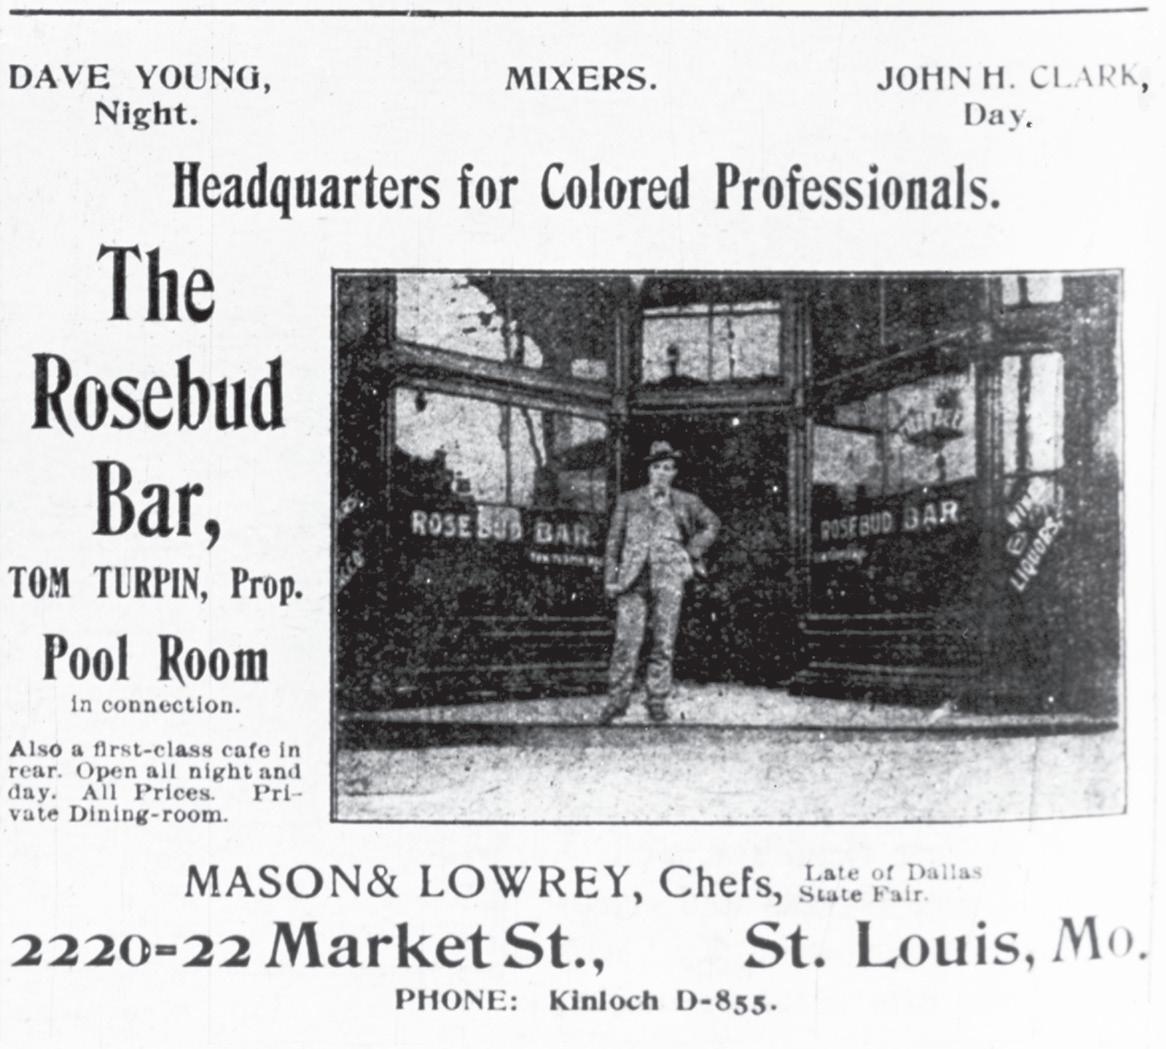 DAVE YOUNG, MIXERS. JOHN H. CLARK,
Night. Day.
Headquarters for Colored Professionals.
The
Rosebud
Bar,
TOM TURPIN, Prop.
Pool Room
in connection.
Also a first-class cafe in
rear. Open all night and
day. All Prices. Pri-
vate Dining-room.
ROSEBUD BAR.
ROSEBUD BAR
LIQUORS.
MASON & LOWREY, Chefs, Late of Dallas
State Fair.
2220=22 Market St., St. Louis, Mo.
PHONE: Kinloch D-855.